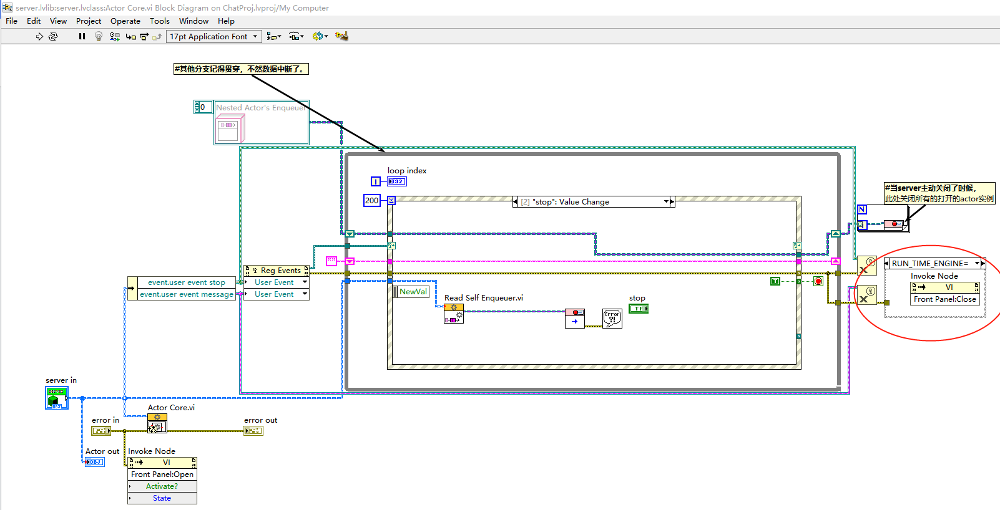 server.lvlib:server.lvclass:Actor Core.vi Block Diagram on ChatProj.lvproj/My Computer
File Edit View Project Operate Tools Window Help
17pt Application Font
#其他分支记得贯穿，不然数据中断了。
0
Nested Actor's Enqueuer
loop index
i
I32
200
[2] "stop": Value Change
#当server主动关闭了时候，
此处关闭所有的打开的actor实例
N
Reg Events
event.user event stop
User Event
event.user event message
User Event
NewVal
Read Self Enqueuer.vi
Error
?!
stop
TF
T
RUN_TIME_ENGINE=
Invoke Node
VI
Front Panel:Close
server in
server
OBJ
Actor Core.vi
error in
error out
Actor out
OBJ
Invoke Node
VI
Front Panel:Open
Activate?
State